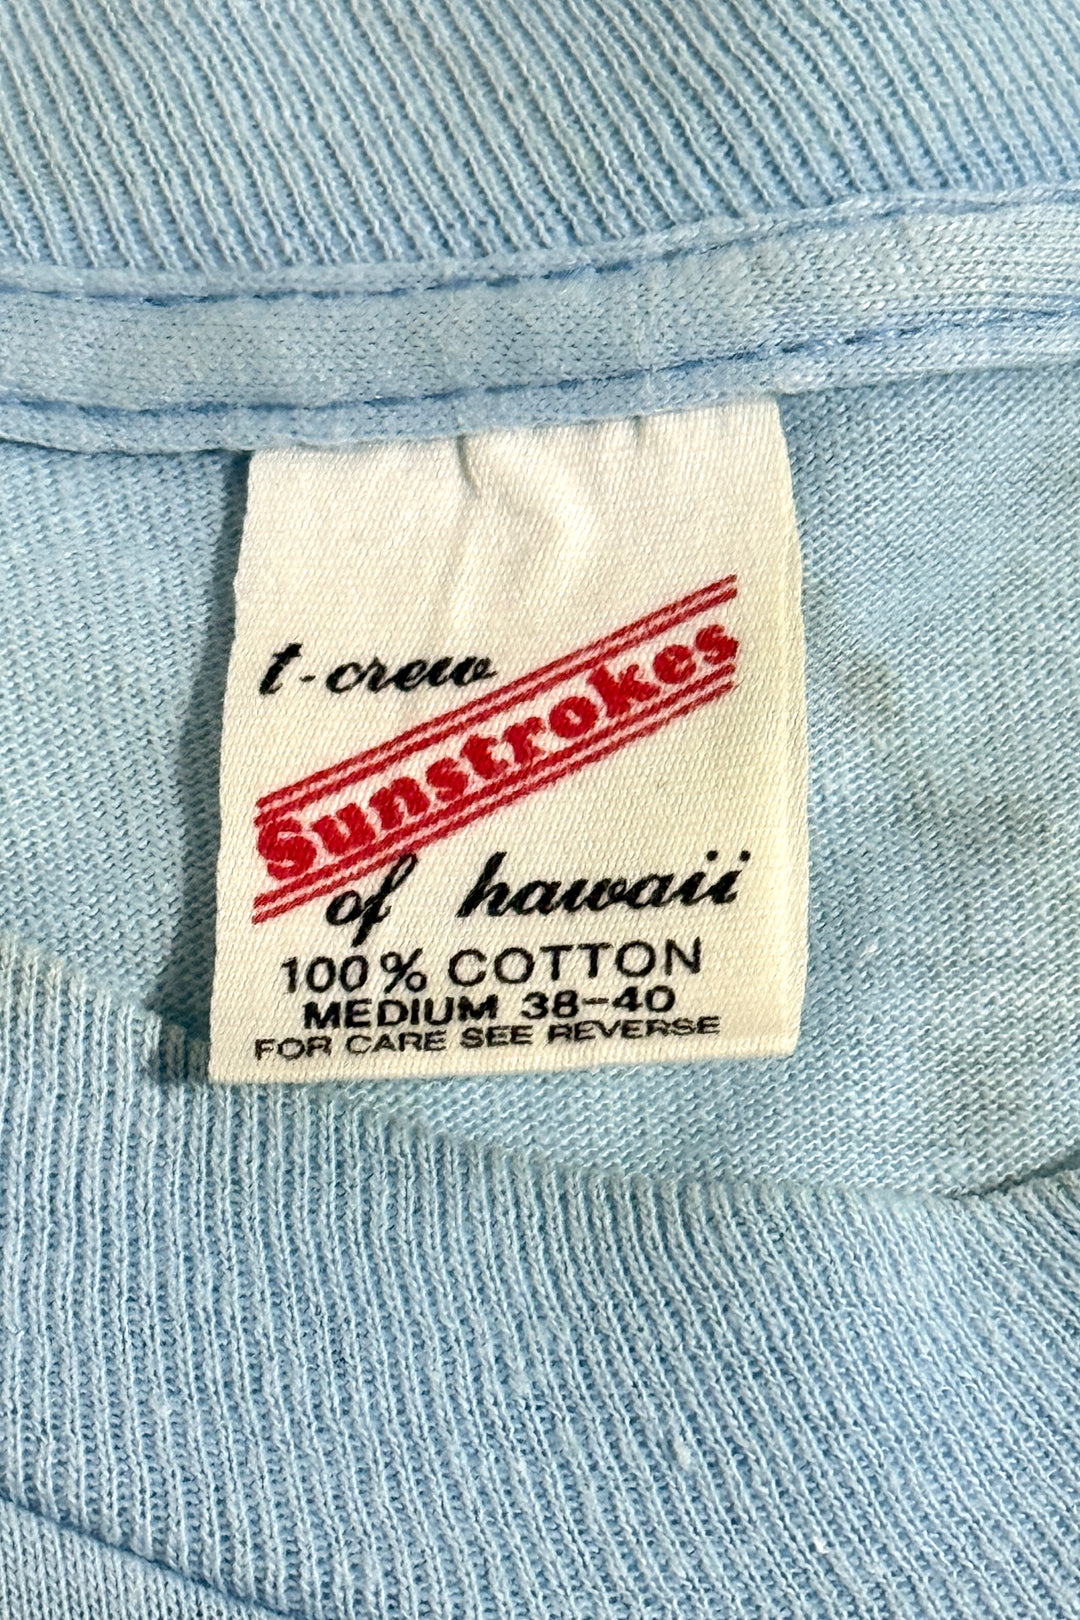 t-crew
Sunstrokes
of hawaii
100% COTTON
MEDIUM 38-40
FOR CARE SEE REVERSE